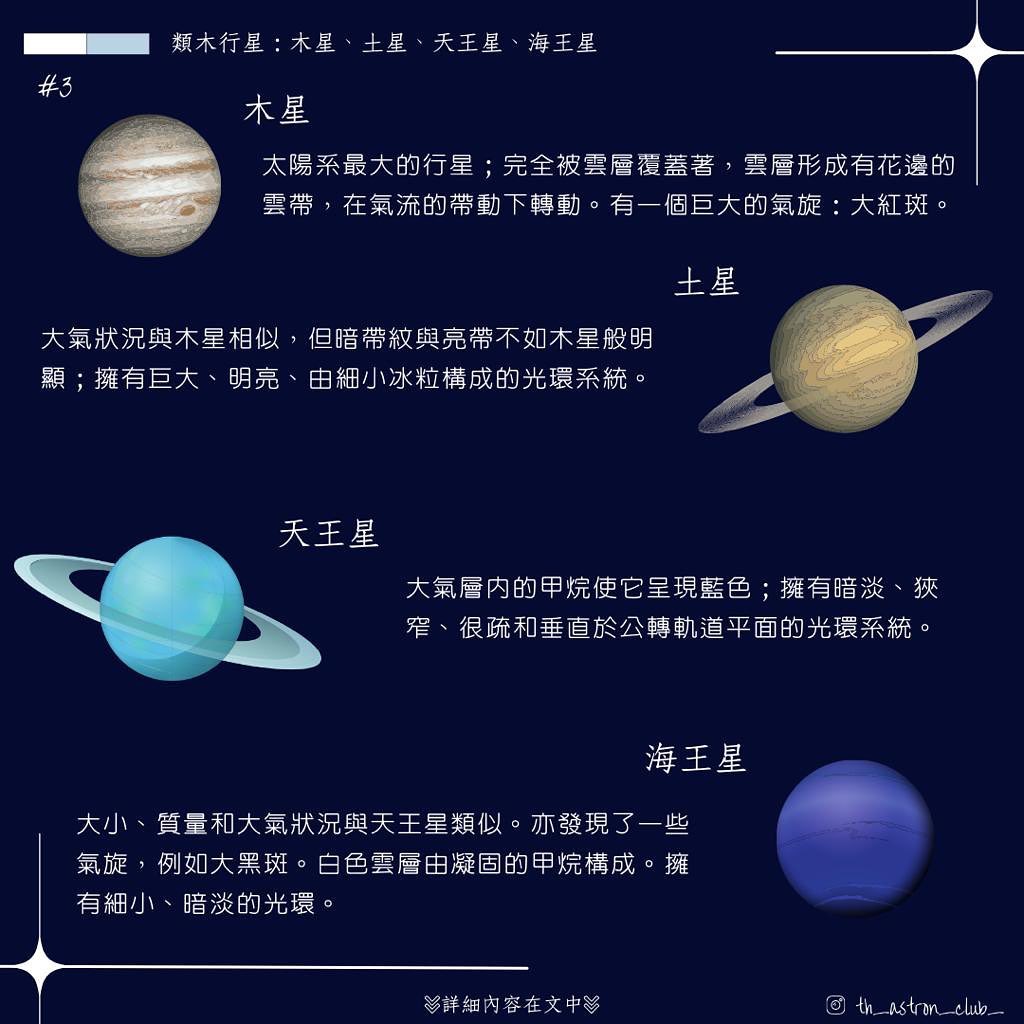 類木行星：木星、土星、天王星、海王星
#3
木星
太陽系最大的行星；完全被雲層覆蓋著，雲層形成有花邊的
雲帶，在氣流的帶動下轉動。有一個巨大的氣旋：大紅斑。
土星
大氣狀況與木星相似，但暗帶紋與亮帶不如木星般明
顯；擁有巨大、明亮、由細小冰粒構成的光環系統。
天王星
大氣層內的甲烷使它呈現藍色；擁有暗淡、狹
窄、很疏和垂直於公轉軌道平面的光環系統。
海王星
大小、質量和大氣狀況與天王星類似。亦發現了一些
氣旋，例如大黑斑。白色雲層由凝固的甲烷構成。擁
有細小、暗淡的光環。
詳細內容在文中
th_astron_club_